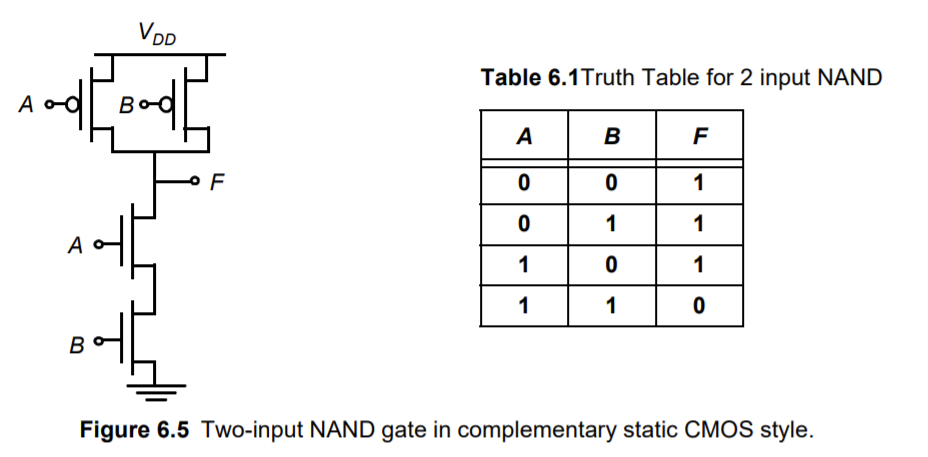 VDD
A
B
F
A
B
Table 6.1Truth Table for 2 input NAND
A B F
0 0 1
0 1 1
1 0 1
1 1 0
Figure 6.5 Two-input NAND gate in complementary static CMOS style.